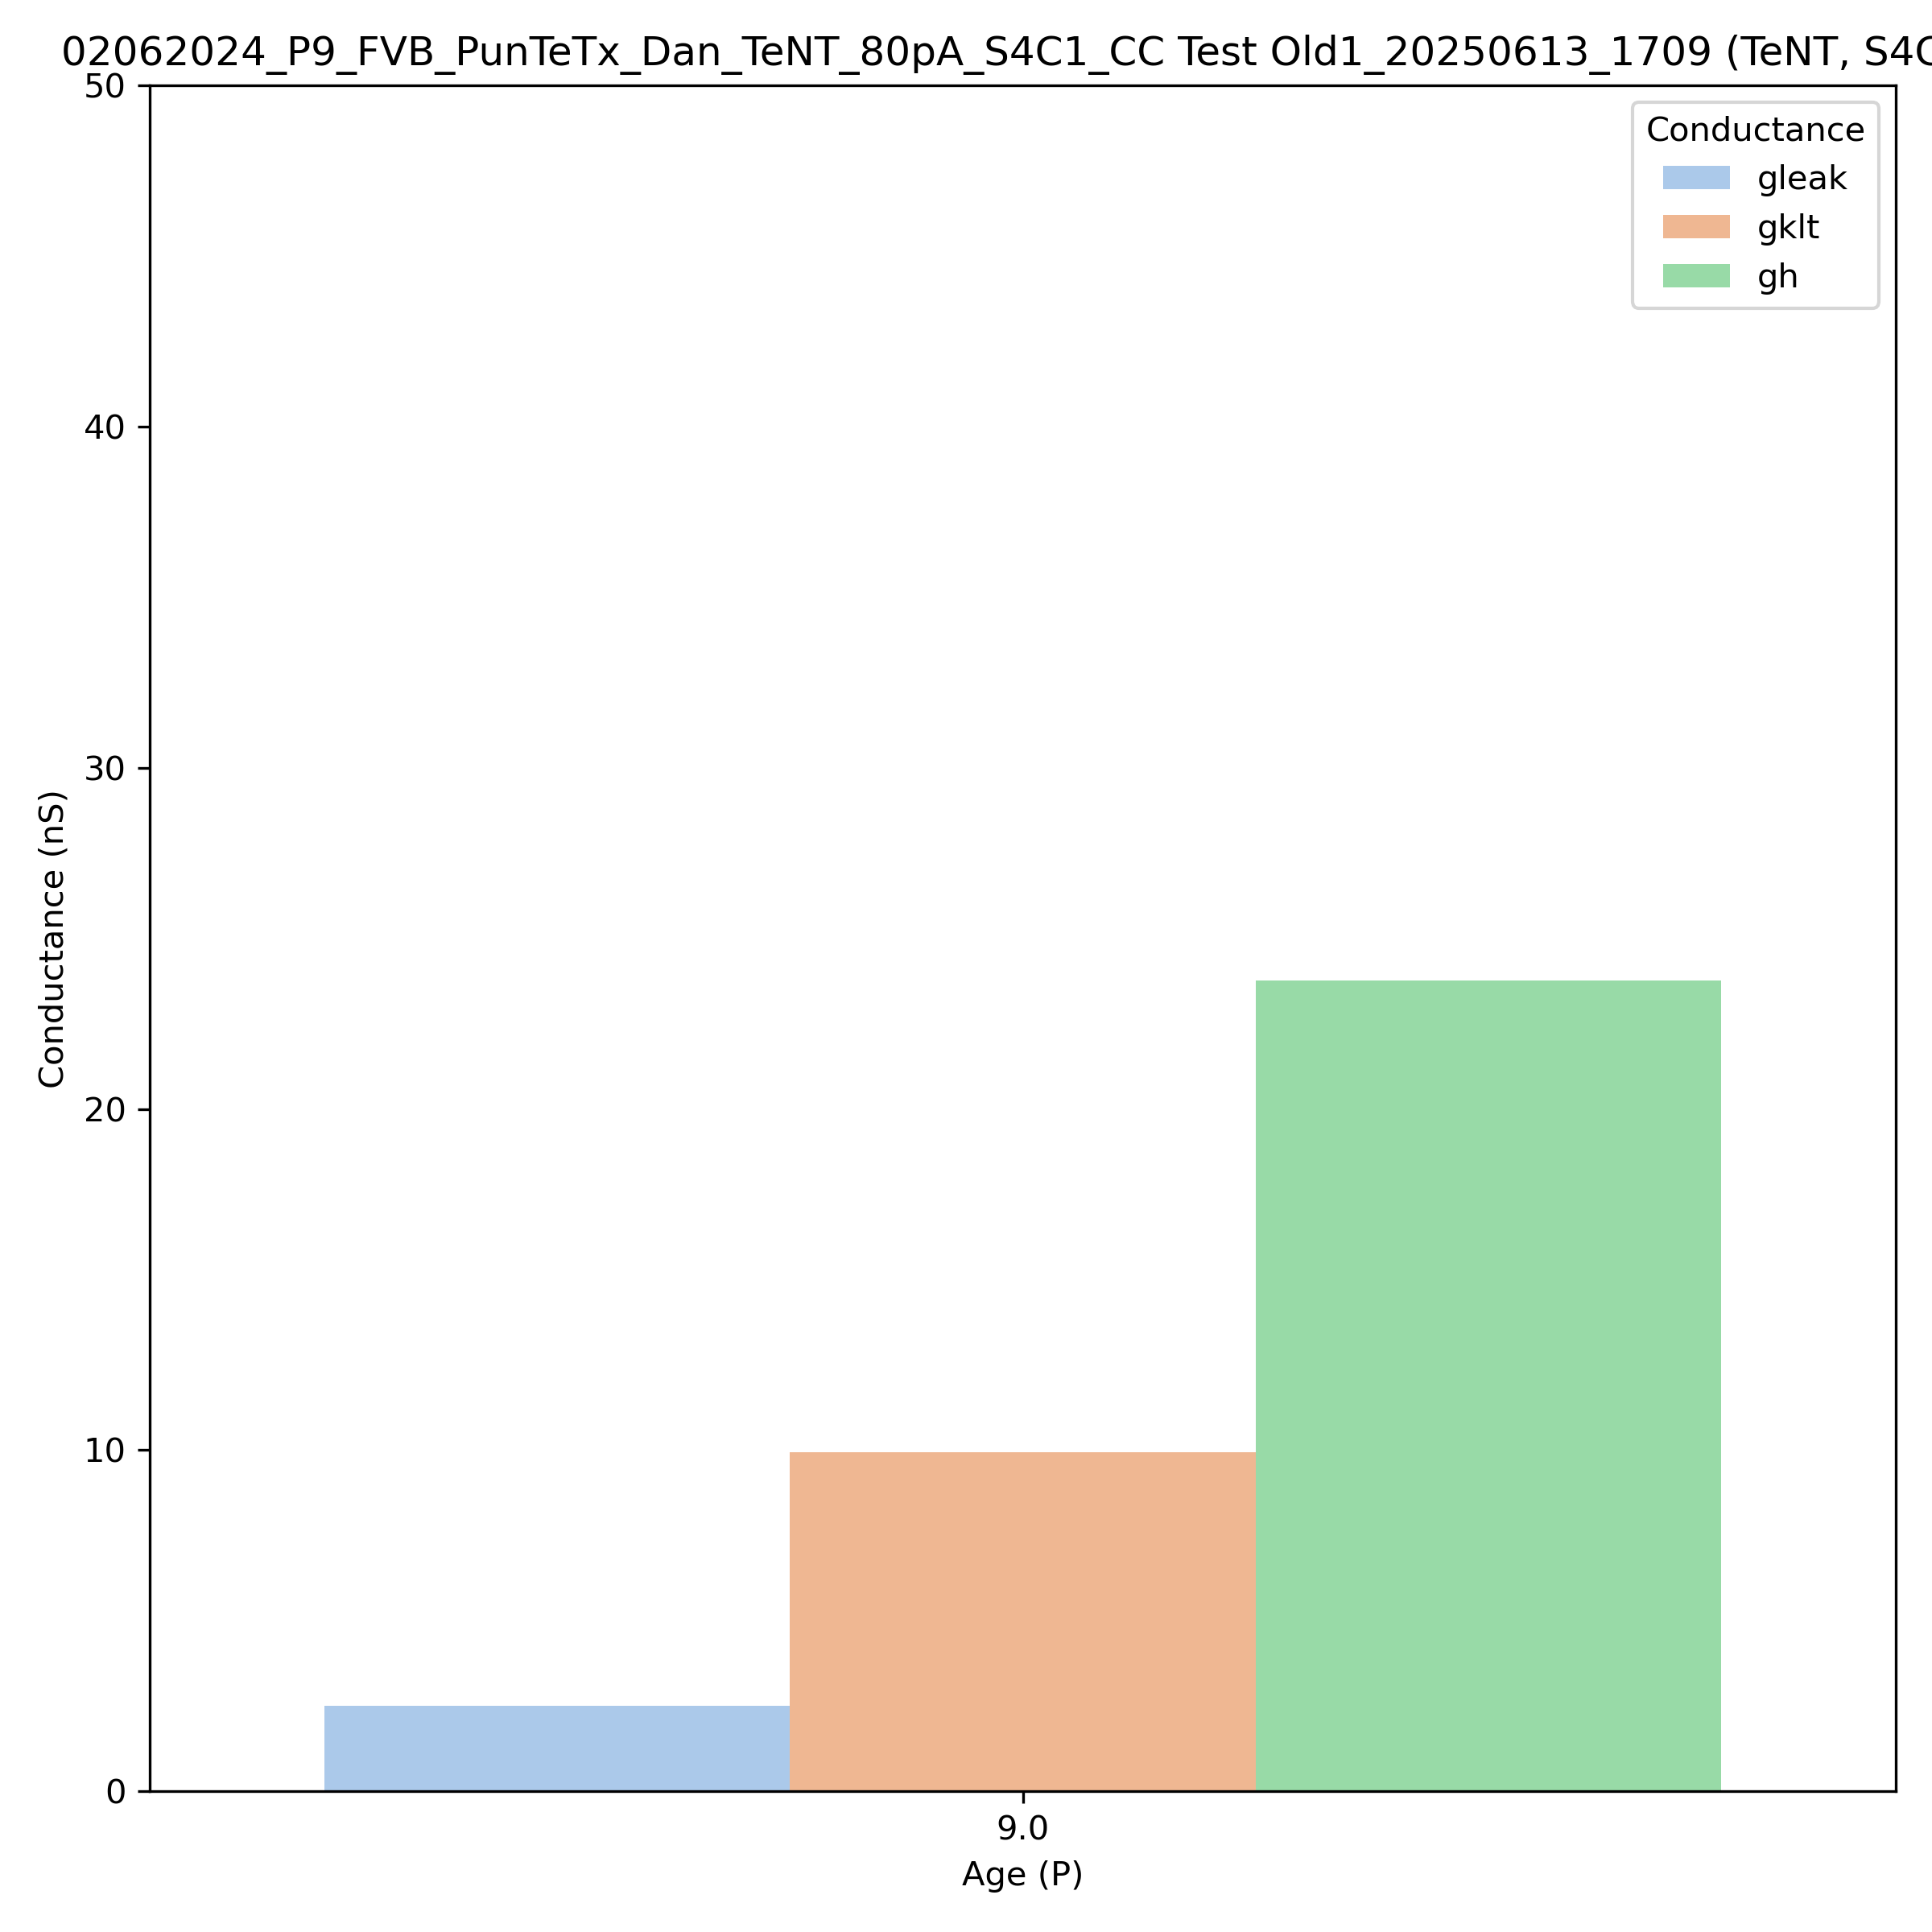 02062024_P9_FVB_PunTeTx_Dan_TeNT_80pA_S4C1_CC Test Old1_20250613_1709 (TeNT, S4C
50
Conductance
gleak
gklt
gh
40
30
Conductance (nS)
20
10
0
9.0
Age (P)